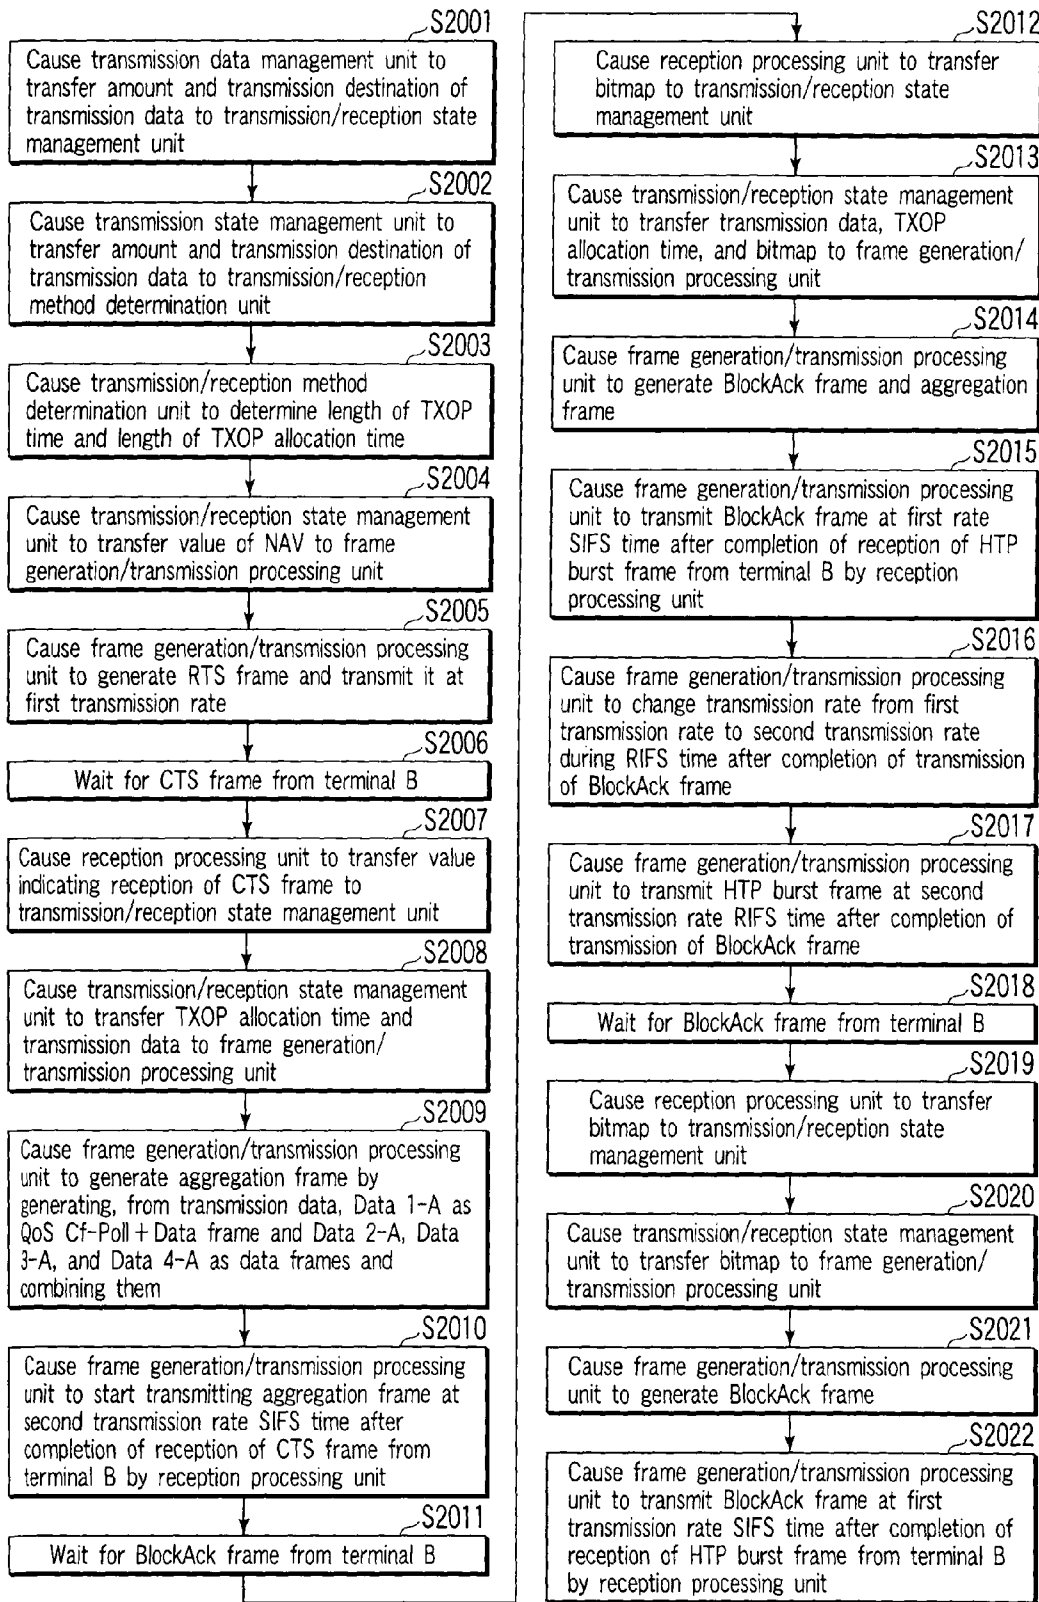 S2001
Cause transmission data management unit to
transfer amount and transmission destination of
transmission data to transmission/reception state
management unit
S2002
Cause transmission state management unit to
transfer amount and transmission destination of
transmission data to transmission/reception
method determination unit
S2003
Cause transmission/reception method
determination unit to determine length of TXOP
time and length of TXOP allocation time
S2004
Cause transmission/reception state management
unit to transfer value of NAV to frame
generation/transmission processing unit
S2005
Cause frame generation/transmission processing
unit to generate RTS frame and transmit it at
first transmission rate
S2006
Wait for CTS frame from terminal B
S2007
Cause reception processing unit to transfer value
indicating reception of CTS frame to
transmission/reception state management unit
S2008
Cause transmission/reception state management
unit to transfer TXOP allocation time and
transmission data to frame generation/
transmission processing unit
S2009
Cause frame generation/transmission processing
unit to generate aggregation frame by
generating, from transmission data, Data 1-A as
QoS Cf-Poll + Data frame and Data 2-A, Data
3-A, and Data 4-A as data frames and
combining them
S2010
Cause frame generation/transmission processing
unit to start transmitting aggregation frame at
second transmission rate SIFS time after
completion of reception of CTS frame from
terminal B by reception processing unit
S2011
Wait for BlockAck frame from terminal B
S2012
Cause reception processing unit to transfer
bitmap to transmission/reception state
management unit
S2013
Cause transmission/reception state management
unit to transfer transmission data, TXOP
allocation time, and bitmap to frame generation/
transmission processing unit
S2014
Cause frame generation/transmission processing
unit to generate BlockAck frame and aggregation
frame
S2015
Cause frame generation/transmission processing
unit to transmit BlockAck frame at first rate
SIFS time after completion of reception of HTP
burst frame from terminal B by reception
processing unit
S2016
Cause frame generation/transmission processing
unit to change transmission rate from first
transmission rate to second transmission rate
during RIFS time after completion of transmission
of BlockAck frame
S2017
Cause frame generation/transmission processing
unit to transmit HTP burst frame at second
transmission rate RIFS time after completion of
transmission of BlockAck frame
S2018
Wait for BlockAck frame from terminal B
S2019
Cause reception processing unit to transfer
bitmap to transmission/reception state
management unit
S2020
Cause transmission/reception state management
unit to transfer bitmap to frame generation/
transmission processing unit
S2021
Cause frame generation/transmission processing
unit to generate BlockAck frame
S2022
Cause frame generation/transmission processing
unit to transmit BlockAck frame at first
transmission rate SIFS time after completion of
reception of HTP burst frame from terminal B
by reception processing unit